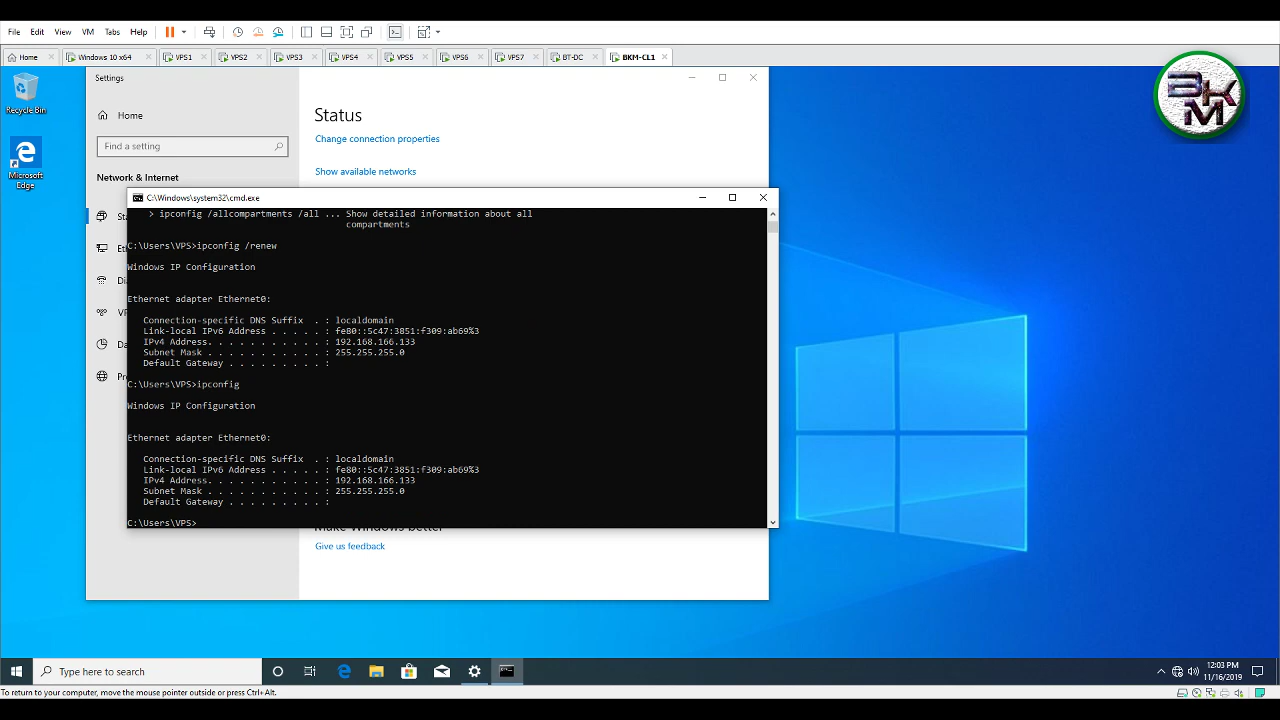 File Edit View VM Tabs Help
Home Windows 10 x64 VPS1 VPS2 VPS3 VPS4 VPS5 VPS6 VPS7 BT-DC BKM-CL1
BKM
Recycle Bin
Microsoft
Edge
Settings
Home
Find a setting
Network & Internet
Status
Change connection properties
Show available networks
C:\Windows\system32\cmd.exe
> ipconfig /allcompartments /all ... Show detailed information about all
compartments
C:\Users\VPS>ipconfig /renew
Windows IP Configuration
Ethernet adapter Ethernet0:
Connection-specific DNS Suffix . : localdomain
Link-local IPv6 Address . . . . . : fe80::5c47:3851:f309:ab69%3
IPv4 Address. . . . . . . . . . . : 192.168.166.133
Subnet Mask . . . . . . . . . . . : 255.255.255.0
Default Gateway . . . . . . . . . :
C:\Users\VPS>ipconfig
Windows IP Configuration
Ethernet adapter Ethernet0:
Connection-specific DNS Suffix . : localdomain
Link-local IPv6 Address . . . . . : fe80::5c47:3851:f309:ab69%3
IPv4 Address. . . . . . . . . . . : 192.168.166.133
Subnet Mask . . . . . . . . . . . : 255.255.255.0
Default Gateway . . . . . . . . . :
C:\Users\VPS>
Make Windows better
Give us feedback
Type here to search
12:03 PM
11/16/2019
To return to your computer, move the mouse pointer outside or press Ctrl+Alt.